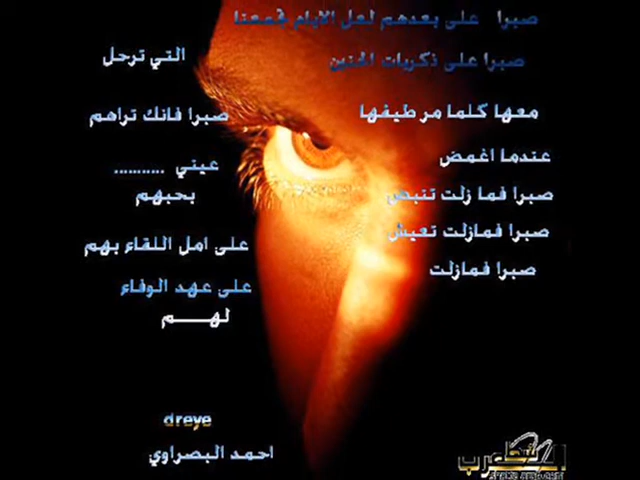 صبرا على بعدهم لعل الايام تجمعنا
صبرا على ذكريات الحنين التي ترحل
معها كلما مر طيفها صبرا فانك تراهم
عندما اغمض عيني ..........
صبرا فما زلت تنبض بحبهم
صبرا فمازلت تعيش على امل اللقاء بهم
صبرا فمازلت على عهد الوفاء
لهـــــم
dreye
احمد البصراوي